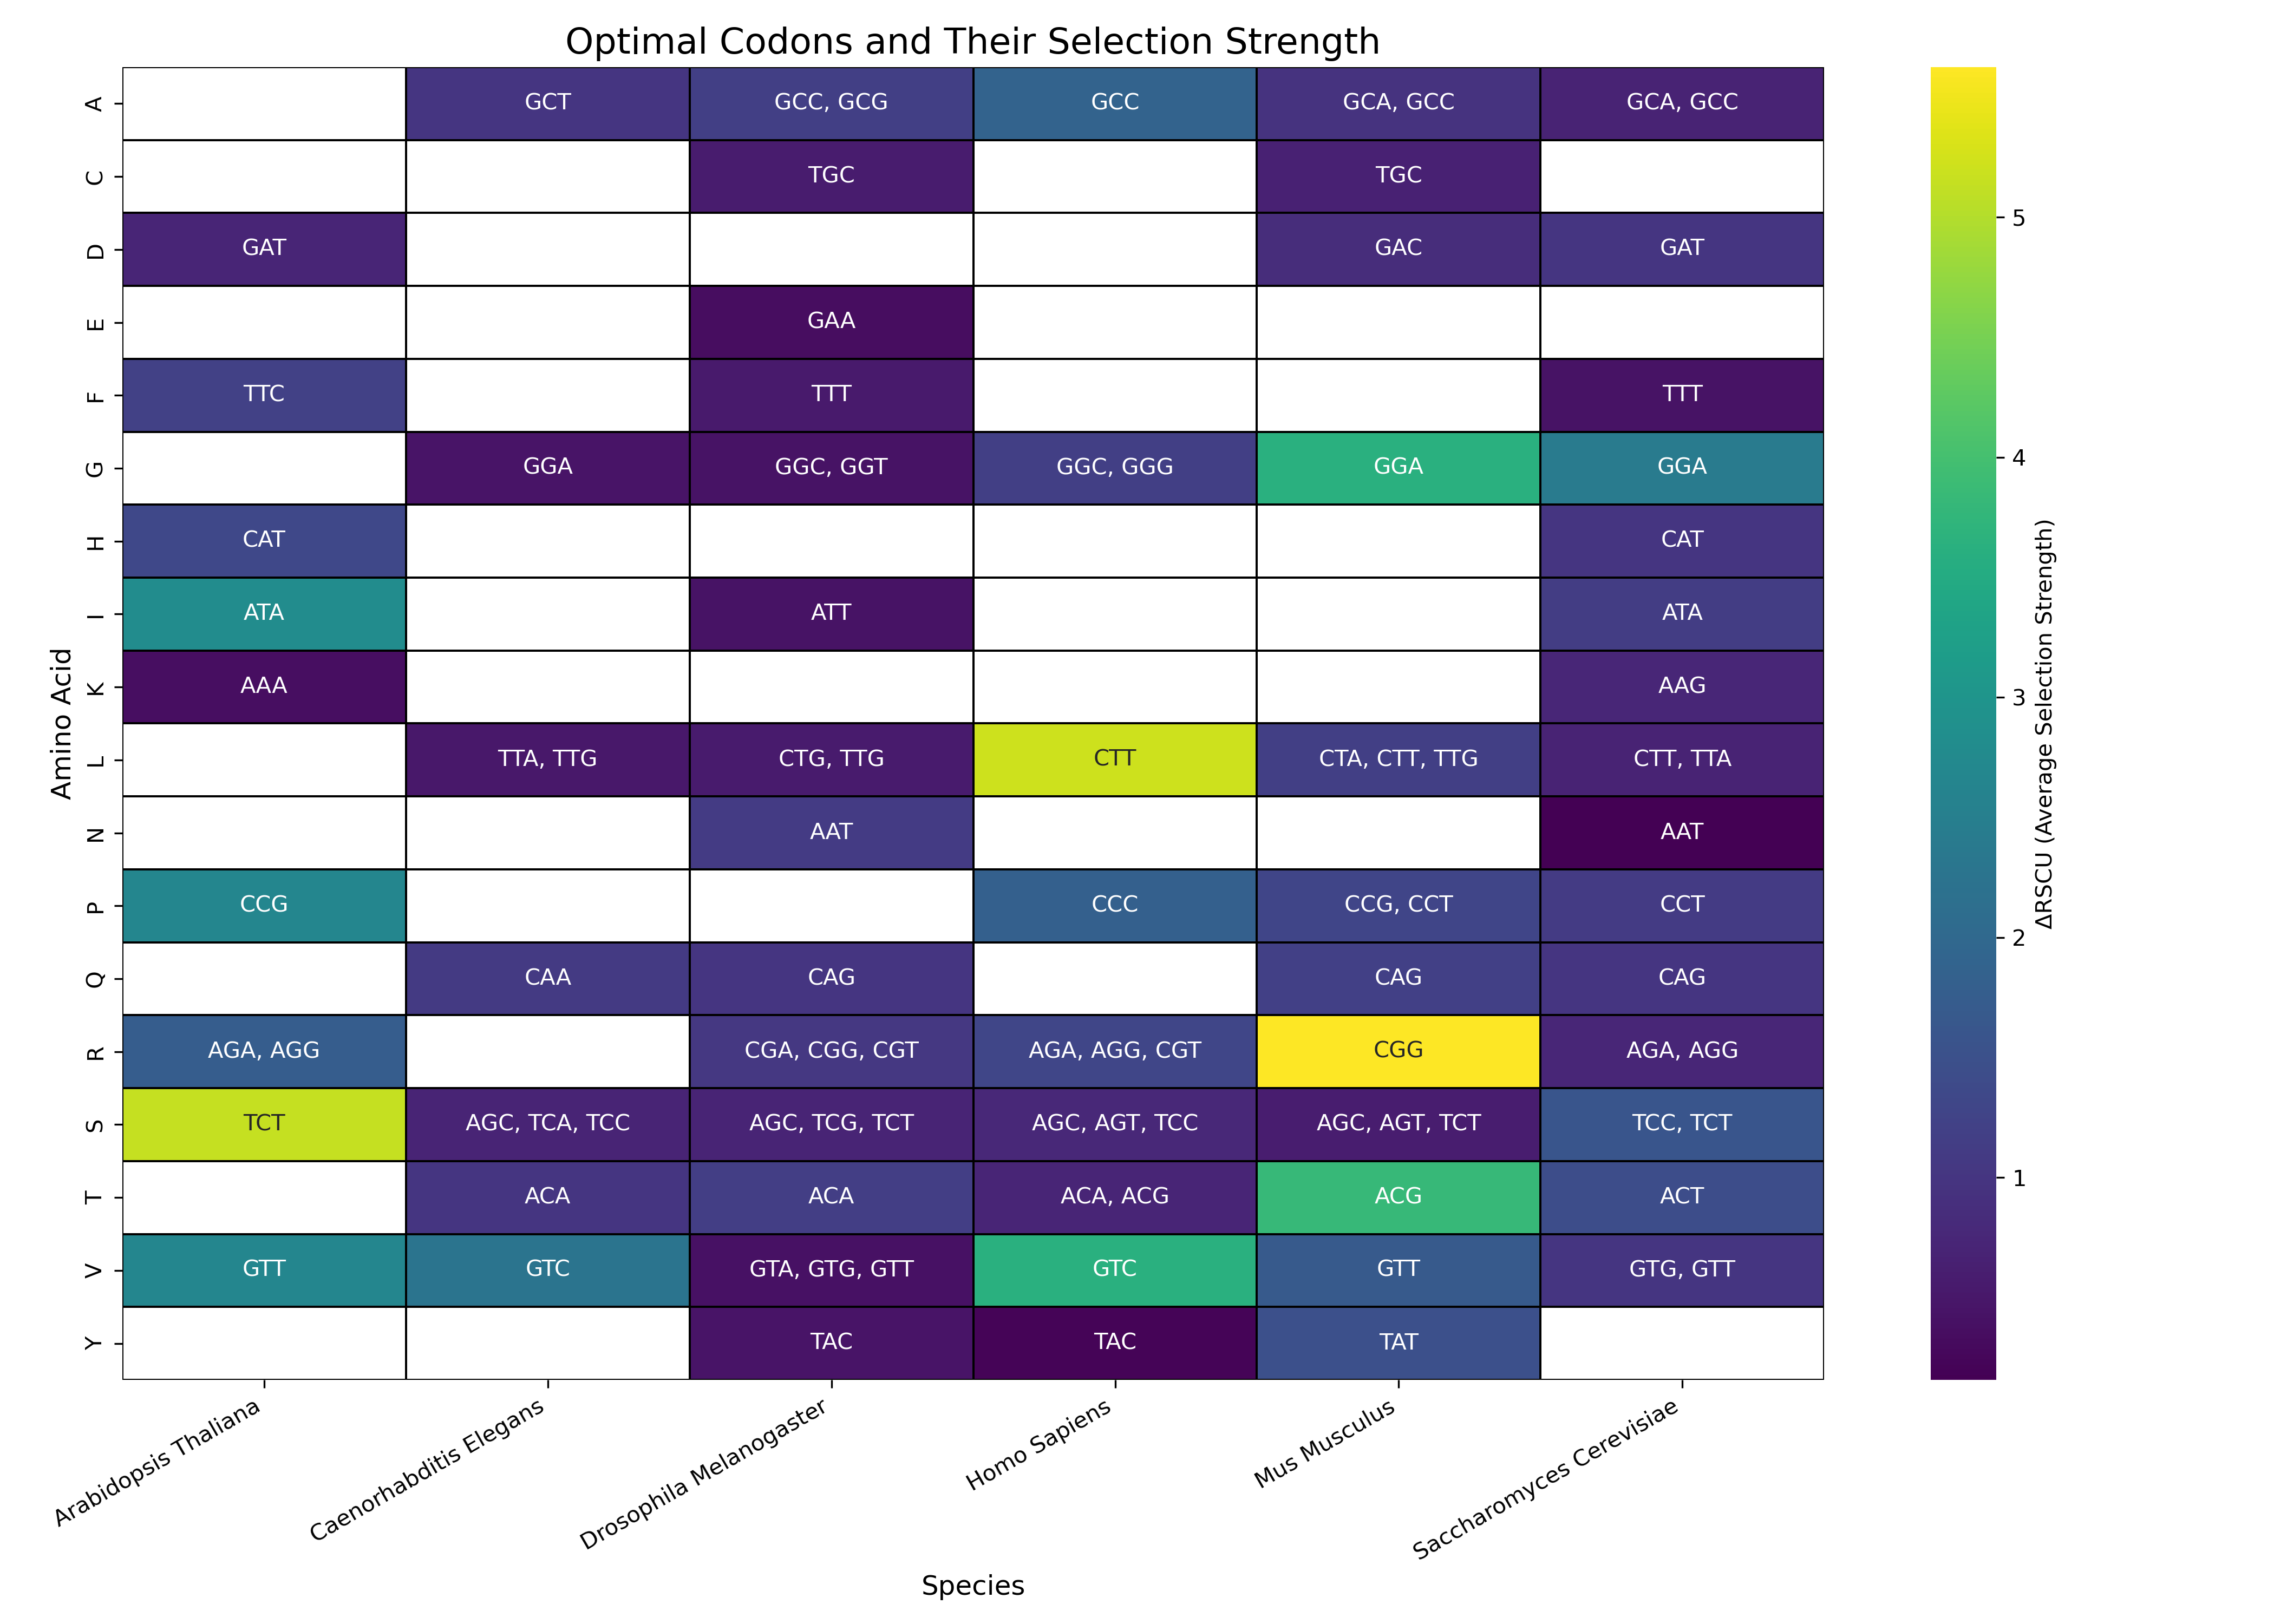 Optimal Codons and Their Selection Strength
A GCT GCC, GCG GCC GCA, GCC GCA, GCC
C TGC TGC
D GAT GAC GAT
E GAA
F TTC TTT TTT
G GGA GGC, GGT GGC, GGG GGA GGA
H CAT CAT
I ATA ATT ATA
K AAA AAG
L TTA, TTG CTG, TTG CTT CTA, CTT, TTG CTT, TTA
N AAT AAT
P CCG CCC CCG, CCT CCT
Q CAA CAG CAG CAG
R AGA, AGG CGA, CGG, CGT AGA, AGG, CGT CGG AGA, AGG
S TCT AGC, TCA, TCC AGC, TCG, TCT AGC, AGT, TCC AGC, AGT, TCT TCC, TCT
T ACA ACA ACA, ACG ACG ACT
V GTT GTC GTA, GTG, GTT GTC GTT GTG, GTT
Y TAC TAC TAT
Amino Acid
Arabidopsis Thaliana
Caenorhabditis Elegans
Drosophila Melanogaster
Homo Sapiens
Mus Musculus
Saccharomyces Cerevisiae
Species
5
4
3
2
1
ΔRSCU (Average Selection Strength)